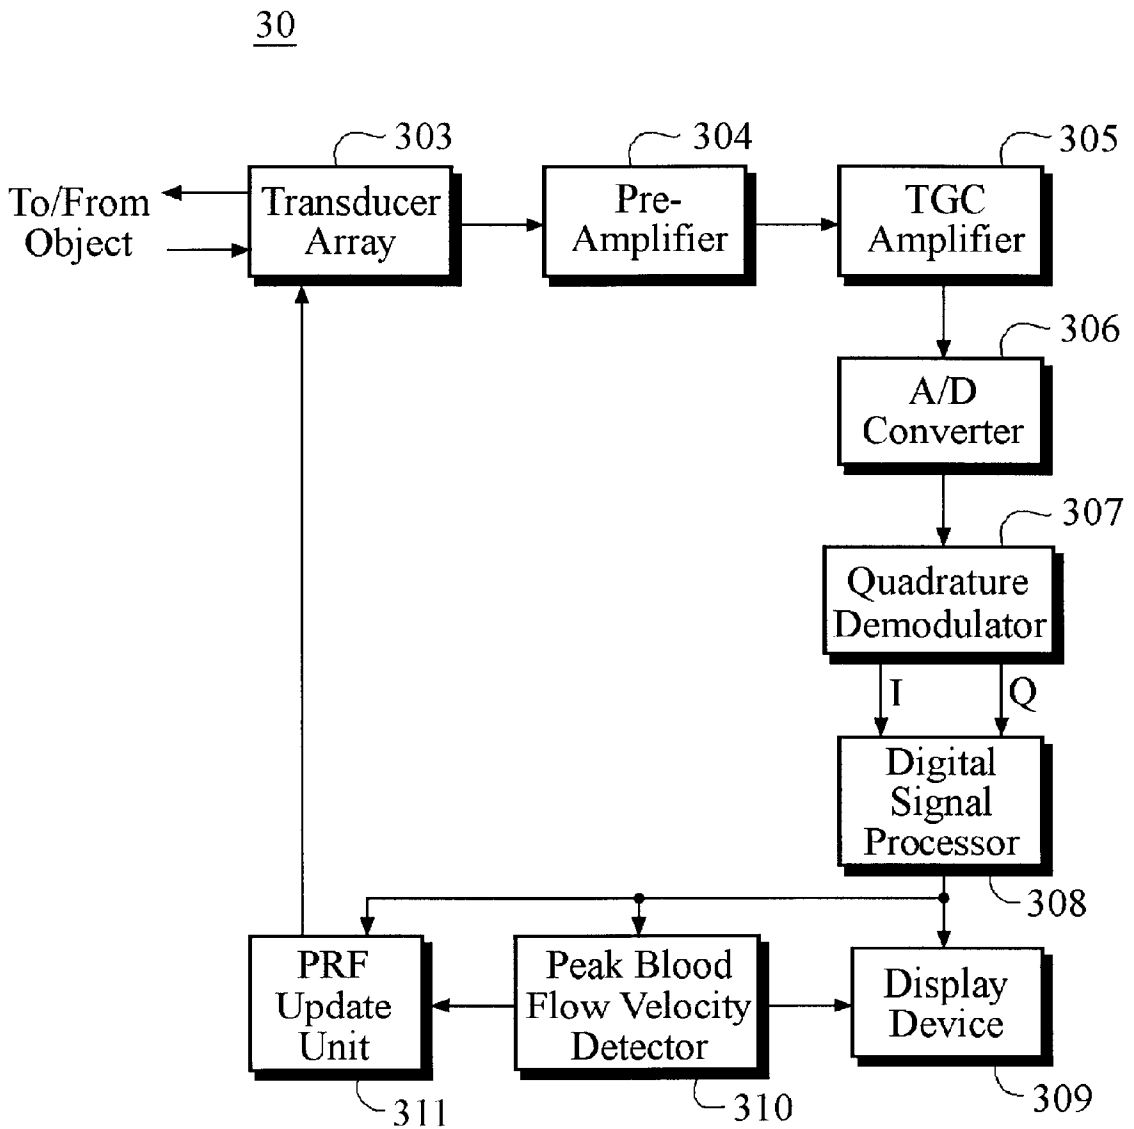 30
303
304
305
To/From
Object
Transducer
Array
Pre-
Amplifier
TGC
Amplifier
306
A/D
Converter
307
Quadrature
Demodulator
I
Q
Digital
Signal
Processor
308
PRF
Update
Unit
Peak Blood
Flow Velocity
Detector
Display
Device
311
310
309